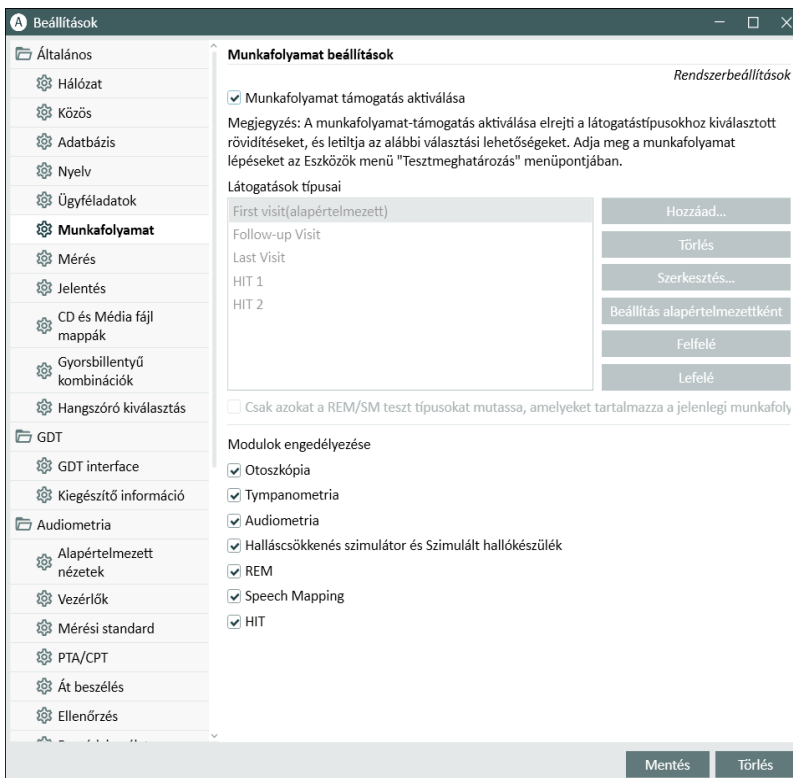 A Beállítások
Általános
Hálózat
Közös
Adatbázis
Nyelv
Ügyféladatok
Munkafolyamat
Mérés
Jelentés
CD és Média fájl
mappák
Gyorsbillentyű
kombinációk
Hangszóró kiválasztás
GDT
GDT interface
Kiegészítő információ
Audiometria
Alapértelmezett
nézetek
Vezérlők
Mérési standard
PTA/CPT
Át beszélés
Ellenőrzés
Munkafolyamat beállítások
Rendszerbeállítások
Munkafolyamat támogatás aktiválása
Megjegyzés: A munkafolyamat-támogatás aktiválása elrejti a látogatástípusokhoz kiválasztott
rövidítéseket, és letiltja az alábbi választási lehetőségeket. Adja meg a munkafolyamat
lépéseket az Eszközök menü "Tesztmeghatározás" menüpontjában.
Látogatások típusai
First visit(alapértelmezett)
Follow-up Visit
Last Visit
HIT 1
HIT 2
Hozzáad...
Törlés
Szerkesztés...
Beállítás alapértelmezettként
Felfelé
Lefelé
Csak azokat a REM/SM teszt típusokat mutassa, amelyeket tartalmazza a jelenlegi munkafoly
Modulok engedélyezése
Otoszkópia
Tympanometria
Audiometria
Halláscsökkenés szimulátor és Szimulált hallókészülék
REM
Speech Mapping
HIT
Mentés
Törlés